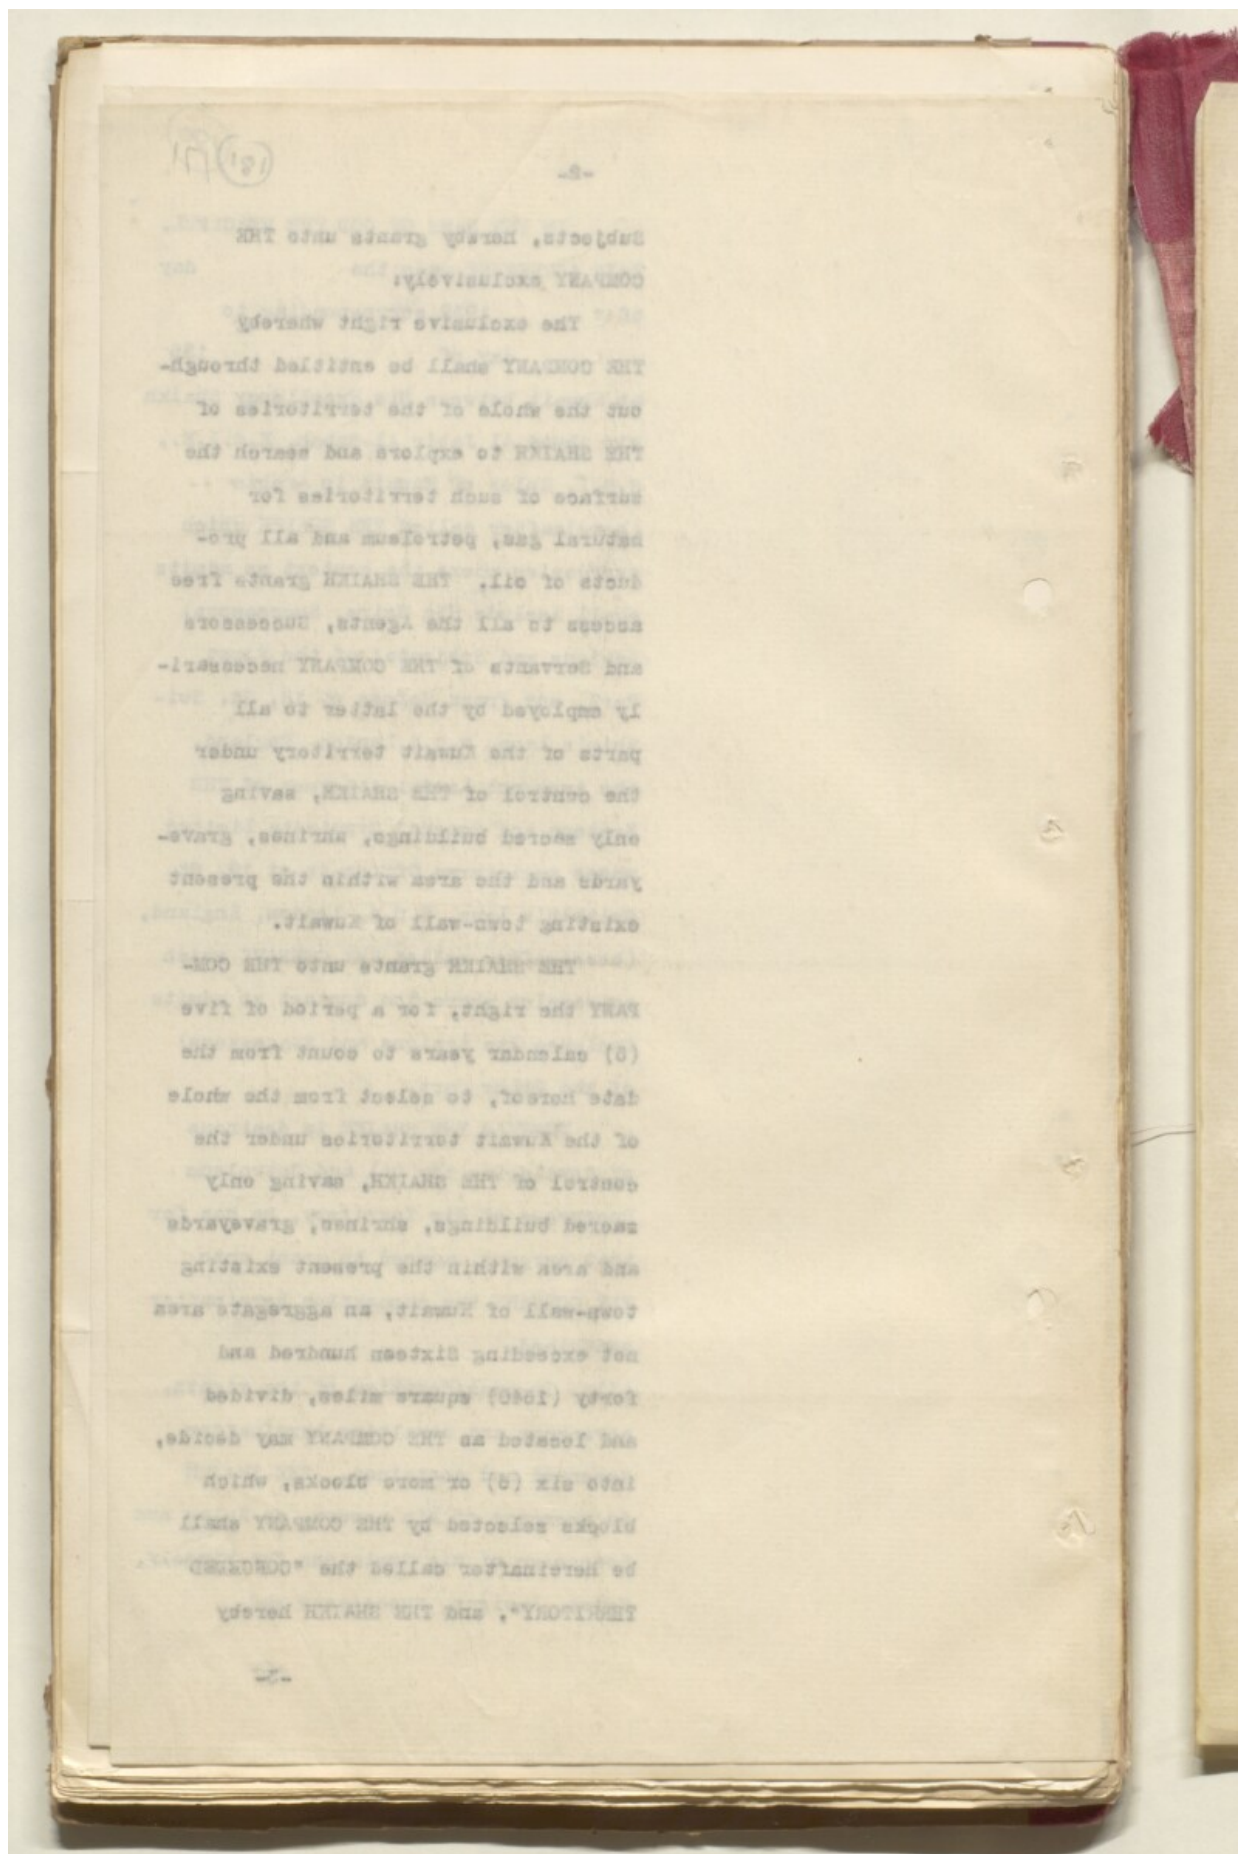 -2-
Subjects, hereby grants unto THE
COMPANY exclusively:
The exclusive right whereby
THE COMPANY shall be entitled through-
out the whole of the territories of
THE SHAIKH to explore and search the
surface of such territories for
natural gas, petroleum and all pro-
ducts of oil. THE SHAIKH grants free
access to all the Agents, Successors
and Servants of THE COMPANY necessari-
ly employed by the latter to all
parts of the Kuwait territory under
the control of THE SHAIKH, saving
only sacred buildings, shrines, grave-
yards and the area within the present
existing town-wall of Kuwait.
THE SHAIKH grants unto THE COM-
PANY the right, for a period of five
(5) calendar years to count from the
date hereof, to select from the whole
of the Kuwait territories under the
control of THE SHAIKH, saving only
sacred buildings, shrines, graveyards
and area within the present existing
town-wall of Kuwait, an aggregate area
not exceeding Sixteen hundred and
forty (1640) square miles, divided
and located as THE COMPANY may decide,
into six (6) or more blocks, which
blocks selected by THE COMPANY shall
be hereinafter called the "CONCEDED
TERRITORY", and THE SHAIKH hereby
-3-